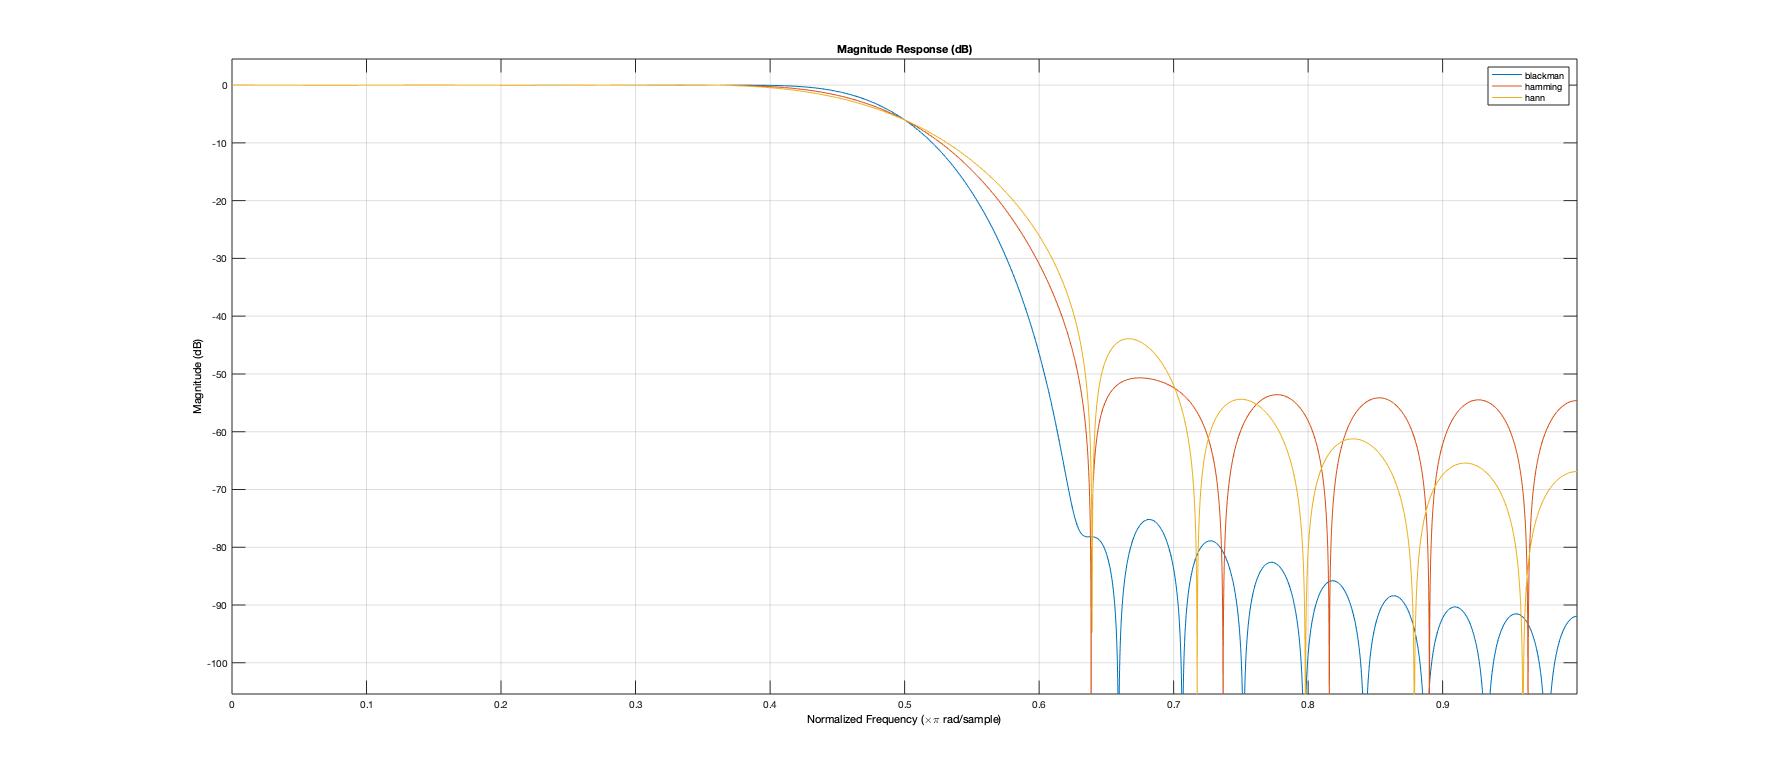 Magnitude Response (dB)
blackman
hamming
hann
0
-10
-20
-30
-40
-50
-60
-70
-80
-90
-100
Magnitude (dB)
0 0.1 0.2 0.3 0.4 0.5 0.6 0.7 0.8 0.9
Normalized Frequency (×π rad/sample)